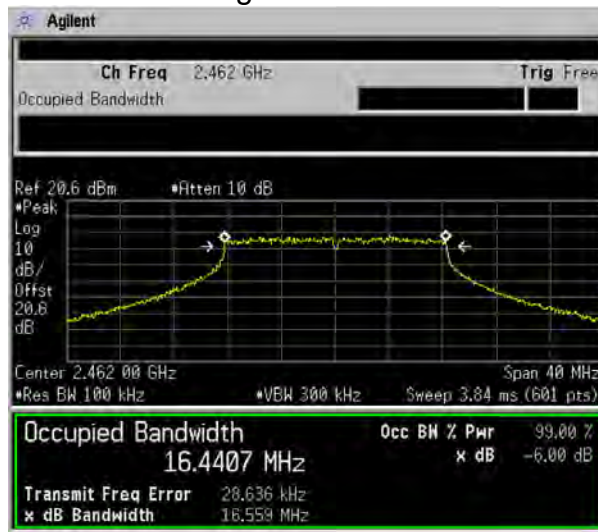 Agilent
Ch Freq 2.462 GHz Trig Free
Occupied Bandwidth
Ref 20.6 dBm #Atten 10 dB
#Peak
Log
10
dB/
Offst
20.8
dB
Center 2.462 00 GHz Span 40 MHz
#Res BW 100 kHz #VBW 300 kHz Sweep 3.84 ms (601 pts)
Occupied Bandwidth Occ BW % Pwr 99.00 %
16.4407 MHz x dB -6.00 dB
Transmit Freq Error 28.636 kHz
x dB Bandwidth 16.559 MHz